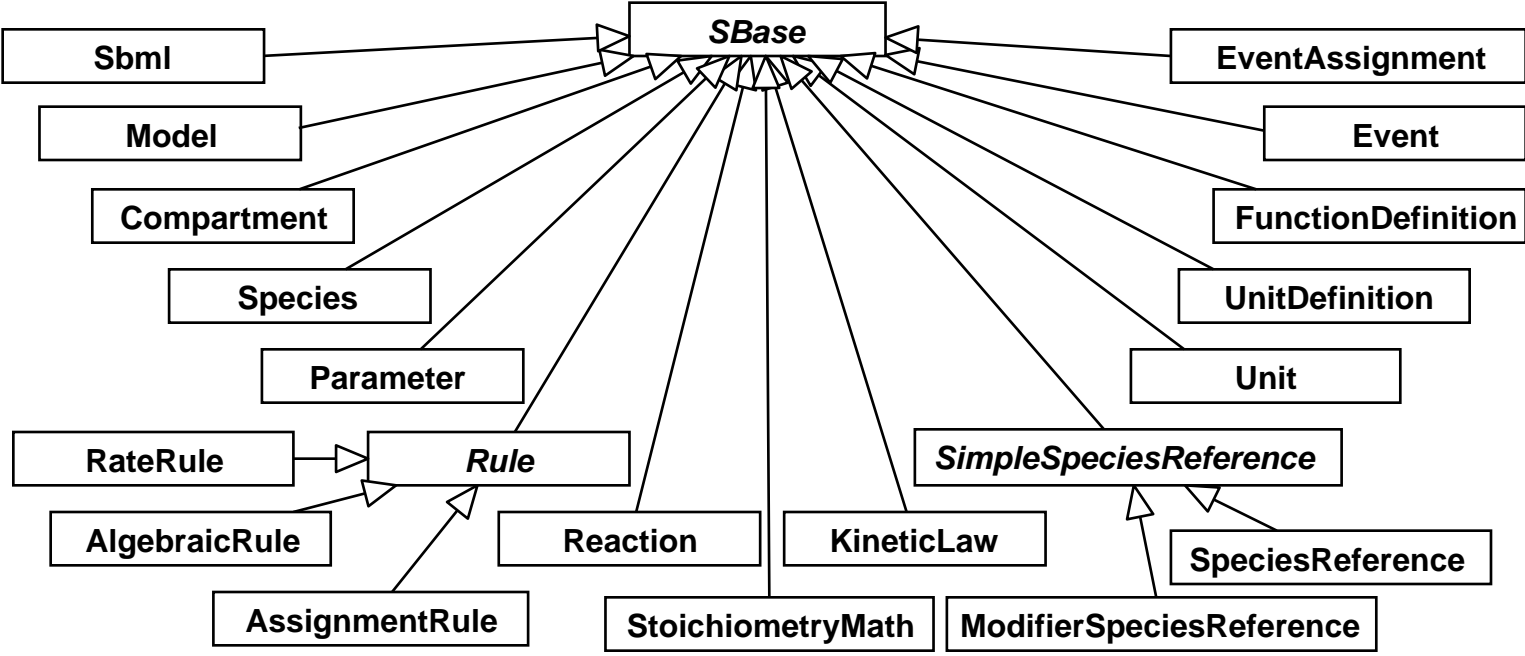 SBase
Sbml
EventAssignment
Model
Event
Compartment
FunctionDefinition
Species
UnitDefinition
Parameter
Unit
RateRule
Rule
SimpleSpeciesReference
AlgebraicRule
Reaction
KineticLaw
SpeciesReference
AssignmentRule
StoichiometryMath
ModifierSpeciesReference